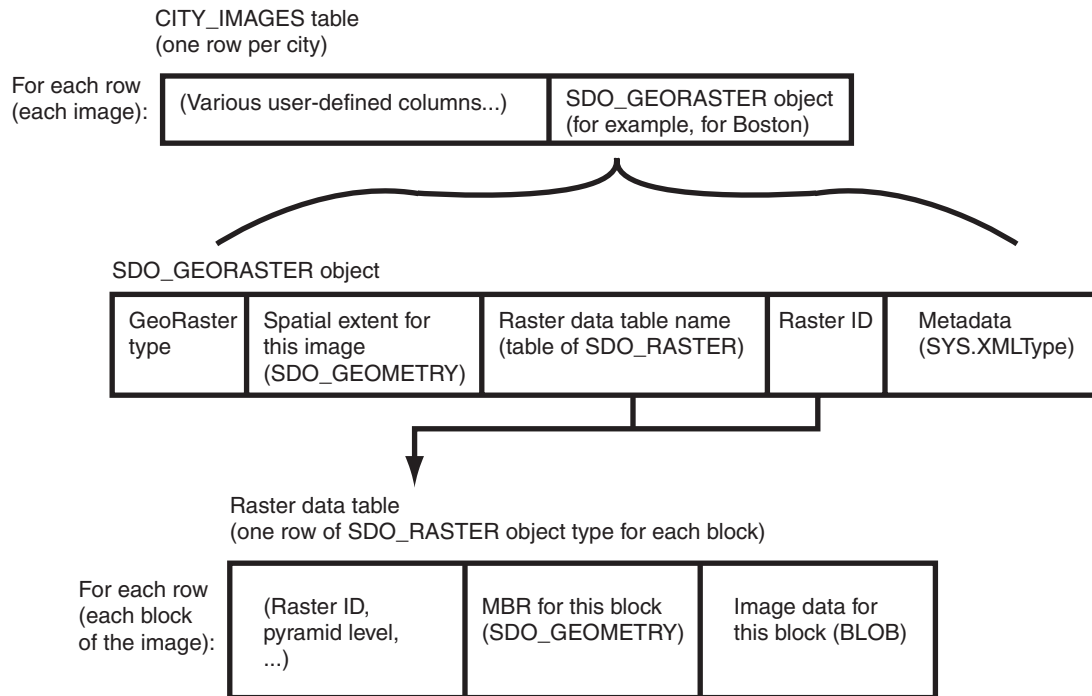 CITY_IMAGES table
(one row per city)
For each row
(each image):
(Various user-defined columns...)
SDO_GEORASTER object
(for example, for Boston)
SDO_GEORASTER object
GeoRaster
type
Spatial extent for
this image
(SDO_GEOMETRY)
Raster data table name
(table of SDO_RASTER)
Raster ID
Metadata
(SYS.XMLType)
Raster data table
(one row of SDO_RASTER object type for each block)
For each row
(each block
of the image):
(Raster ID,
pyramid level,
...)
MBR for this block
(SDO_GEOMETRY)
Image data for
this block (BLOB)